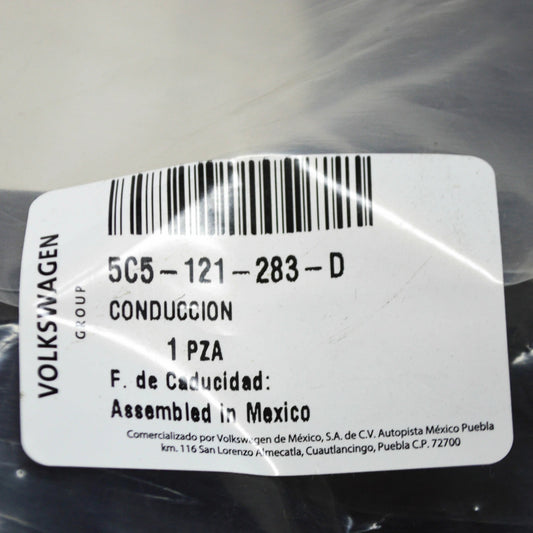 VOLKSWAGEN
GROUP
5C5-121-283-D
CONDUCCION
1 PZA
F. de Caducidad:
Assembled in Mexico
Comercializado por Volkswagen de México, S.A. de C.V. Autopista México Puebla
km. 116 San Lorenzo Almecatla, Cuautlancingo, Puebla C.P. 72700